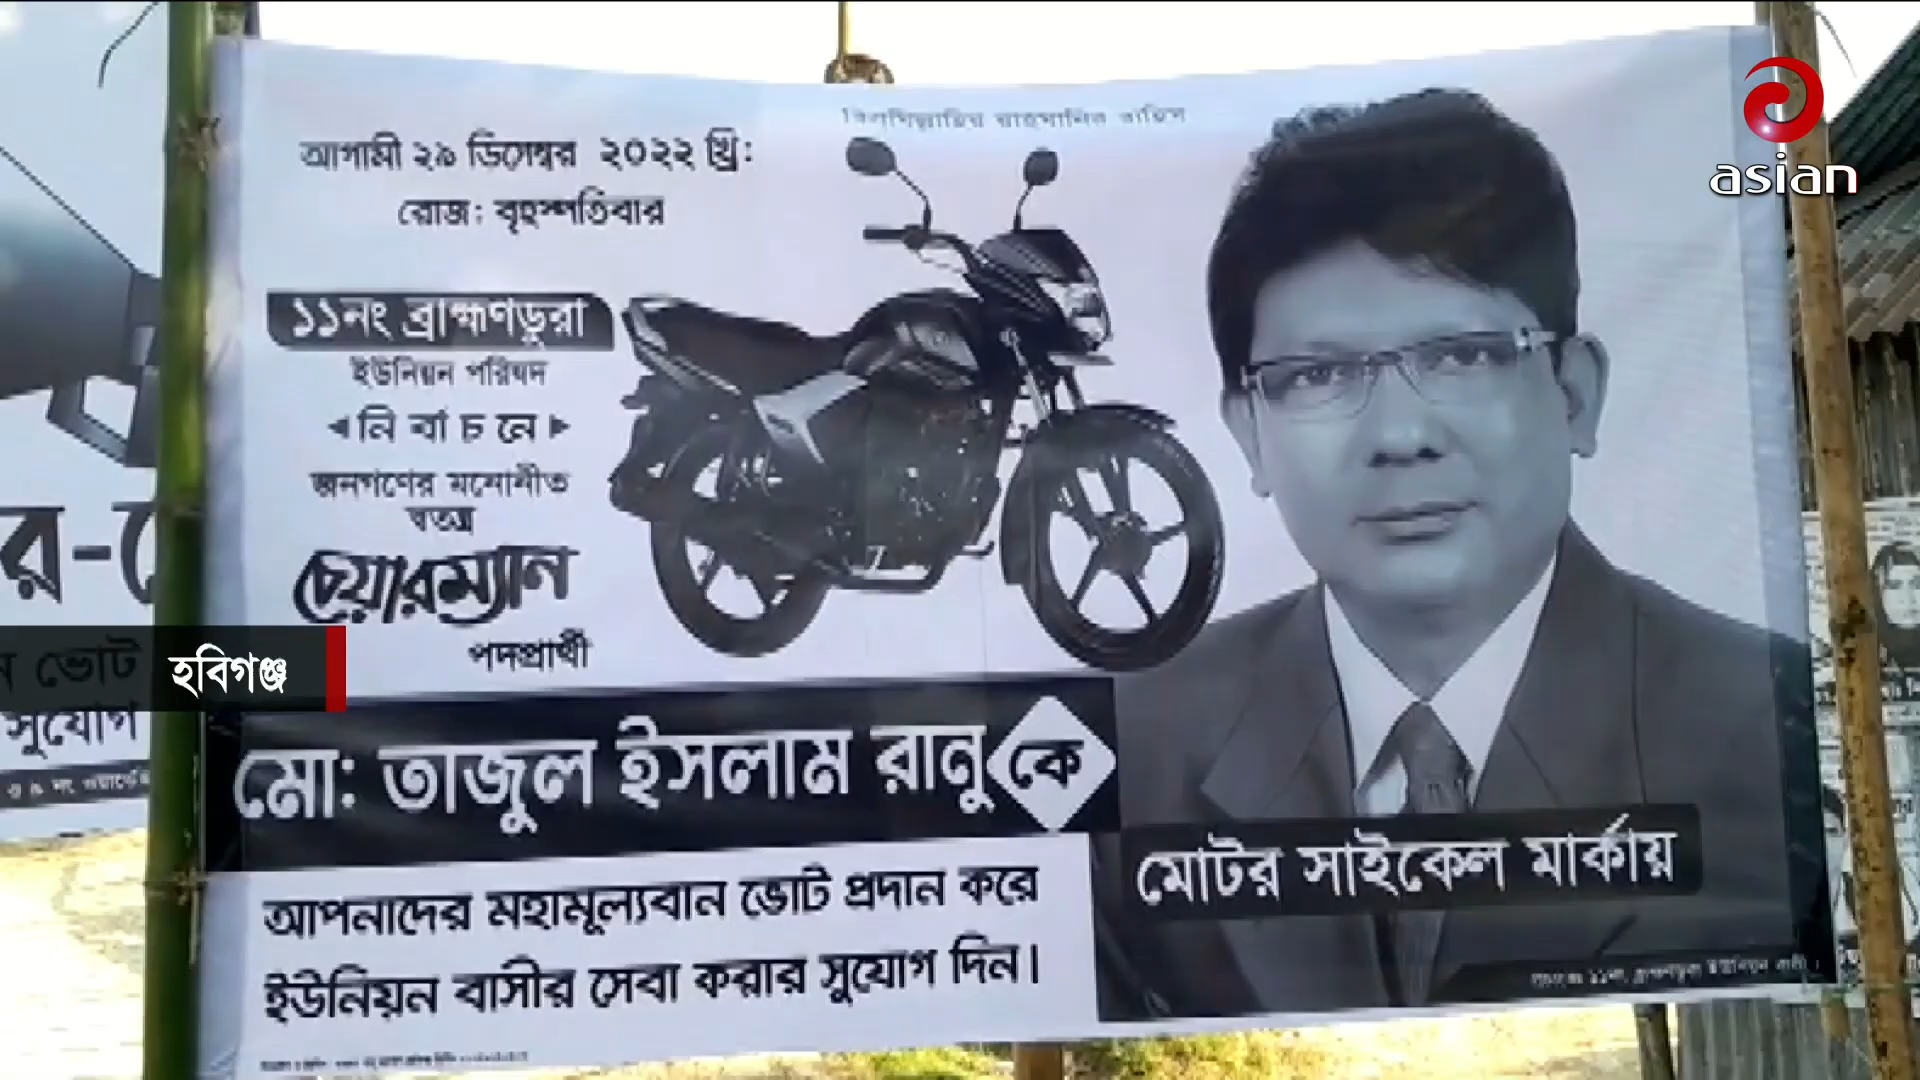 asian
আগামী ২৯ ডিসেম্বর ২০২২ খ্রি:
রোজ: বৃহস্পতিবার
১১নং ব্রাহ্মণডুরা
ইউনিয়ন পরিষদ
নি বা চ নে
জনগণের মনোনীত
স্বতন্ত্র
চেয়ারম্যান
পদপ্রার্থী
মো: তাজুল ইসলাম রানু কে
মোটর সাইকেল মার্কায়
আপনাদের মহামূল্যবান ভোট প্রদান করে
ইউনিয়ন বাসীর সেবা করার সুযোগ দিন।
হবিগঞ্জ
ভোট
সুযোগ